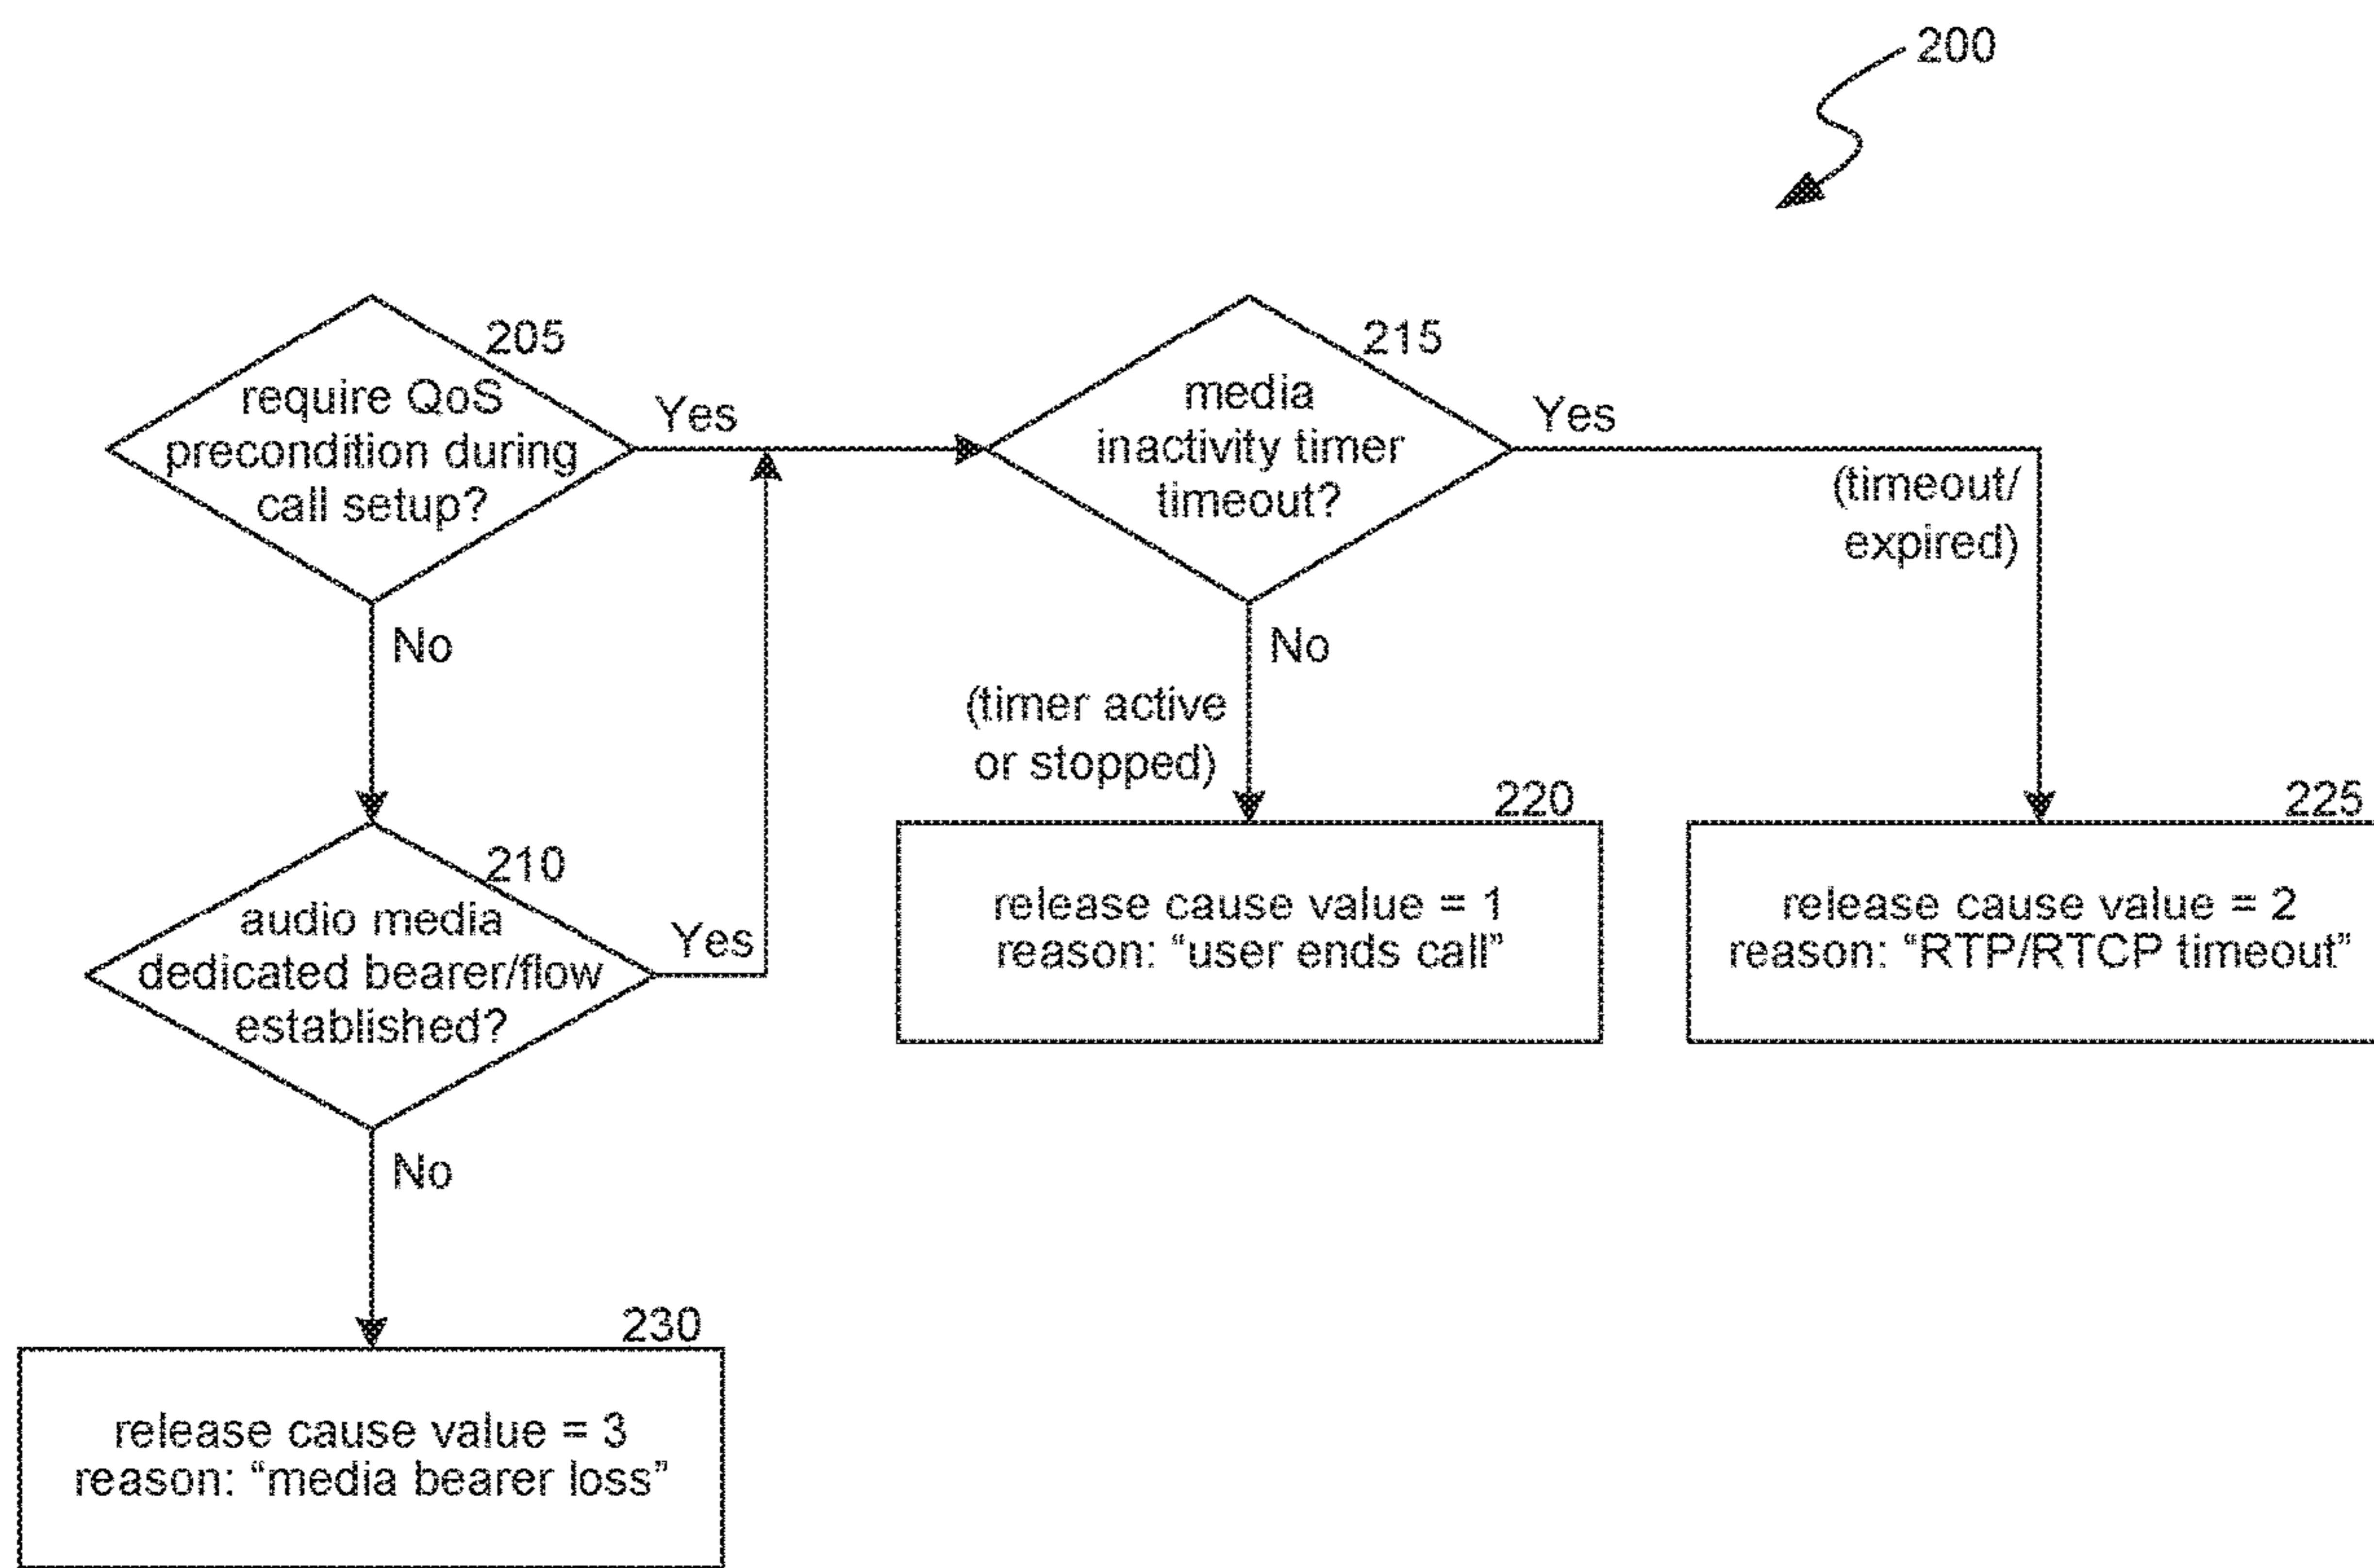 200
205
require QoS
precondition during
call setup?
Yes
No
215
media
inactivity timer
timeout?
Yes
(timeout/
expired)
No
(timer active
or stopped)
210
audio media
dedicated bearer/flow
established?
Yes
No
220
release cause value = 1
reason: “user ends call”
225
release cause value = 2
reason: “RTP/RTCP timeout”
230
release cause value = 3
reason: “media bearer loss”